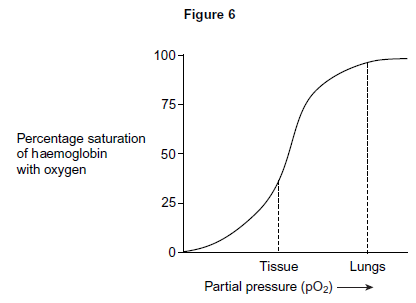 Figure 6
100
75
50
25
0
Percentage saturation
of haemoglobin
with oxygen
Tissue Lungs
Partial pressure (pO₂)